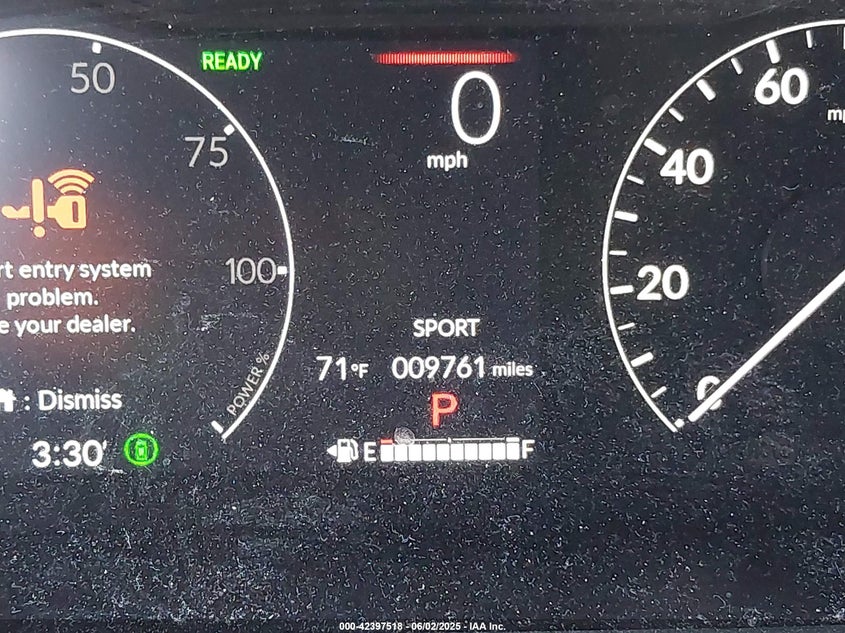 50
75
100
POWER %
READY
rt entry system
problem.
e your dealer.
: Dismiss
3:30
0
mph
SPORT
71°F 009761 miles
P
E F
60
40
20
0
000-42397518 - 06/02/2025 - IAA Inc.